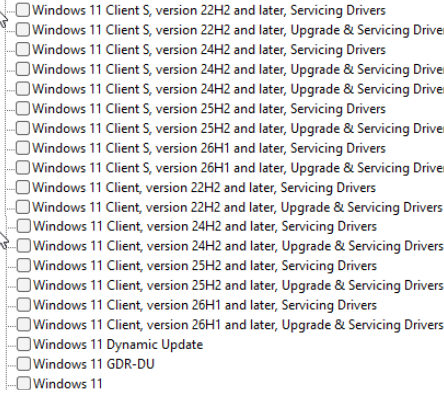 Windows 11 Client S, version 22H2 and later, Servicing Drivers
Windows 11 Client S, version 22H2 and later, Upgrade & Servicing Drive
Windows 11 Client S, version 24H2 and later, Servicing Drivers
Windows 11 Client S, version 24H2 and later, Upgrade & Servicing Drive
Windows 11 Client S, version 24H2 and later, Upgrade & Servicing Drive
Windows 11 Client S, version 25H2 and later, Servicing Drivers
Windows 11 Client S, version 25H2 and later, Upgrade & Servicing Drive
Windows 11 Client S, version 26H1 and later, Servicing Drivers
Windows 11 Client S, version 26H1 and later, Upgrade & Servicing Drive
Windows 11 Client, version 22H2 and later, Servicing Drivers
Windows 11 Client, version 22H2 and later, Upgrade & Servicing Drivers
Windows 11 Client, version 24H2 and later, Servicing Drivers
Windows 11 Client, version 24H2 and later, Upgrade & Servicing Drivers
Windows 11 Client, version 25H2 and later, Servicing Drivers
Windows 11 Client, version 25H2 and later, Upgrade & Servicing Drivers
Windows 11 Client, version 26H1 and later, Servicing Drivers
Windows 11 Client, version 26H1 and later, Upgrade & Servicing Drivers
Windows 11 Dynamic Update
Windows 11 GDR-DU
Windows 11